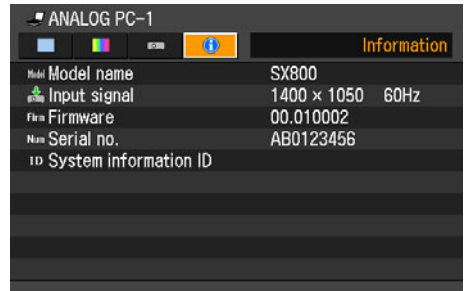 ANALOG PC-1
Information
Model Model name SX800
Input signal 1400 × 1050 60Hz
Firm Firmware 00.010002
Num Serial no. AB0123456
ID System information ID